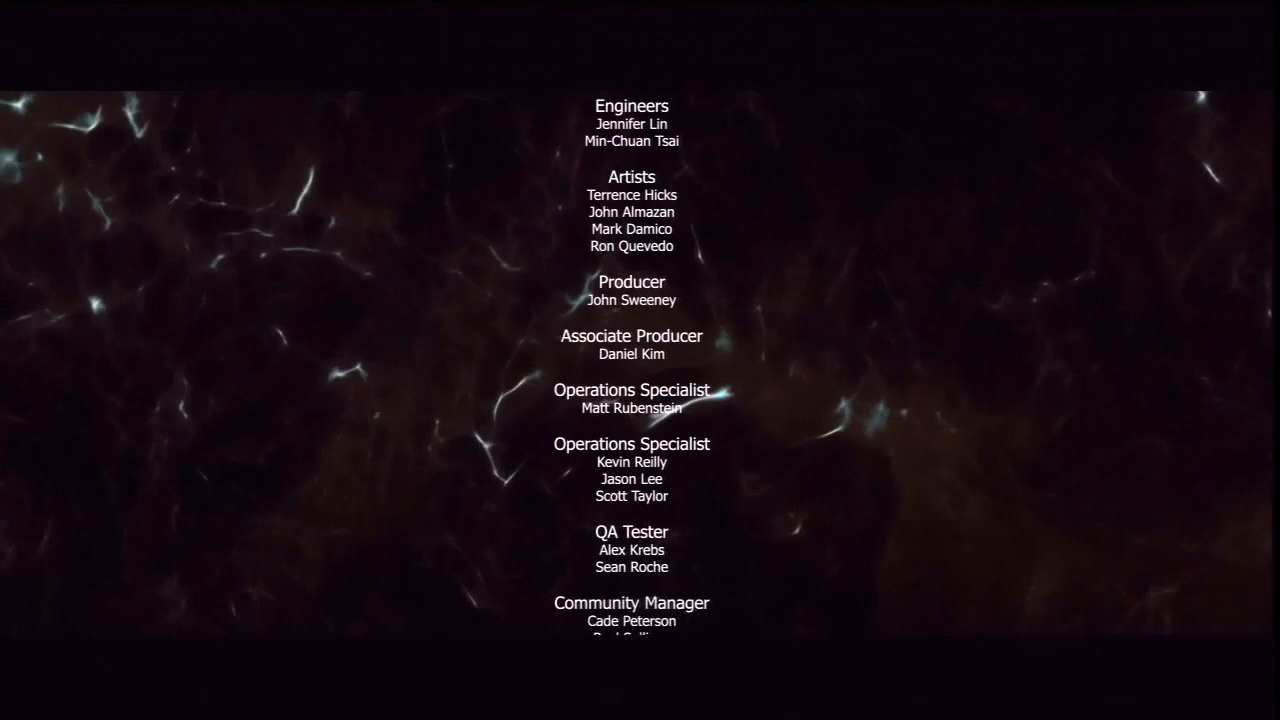 Engineers
Jennifer Lin
Min-Chuan Tsai
Artists
Terrence Hicks
John Almazan
Mark Damico
Ron Quevedo
Producer
John Sweeney
Associate Producer
Daniel Kim
Operations Specialist
Matt Rubenstein
Operations Specialist
Kevin Reilly
Jason Lee
Scott Taylor
QA Tester
Alex Krebs
Sean Roche
Community Manager
Cade Peterson